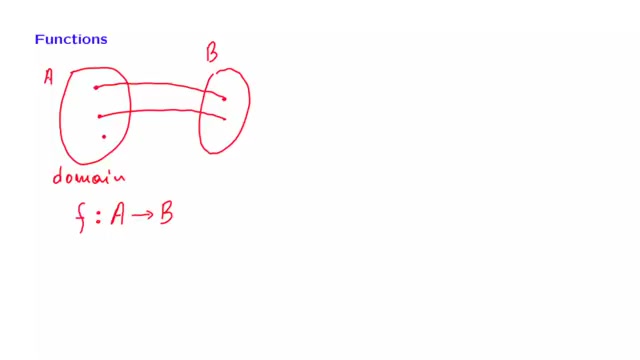 Functions
B
A
domain
f : A → B